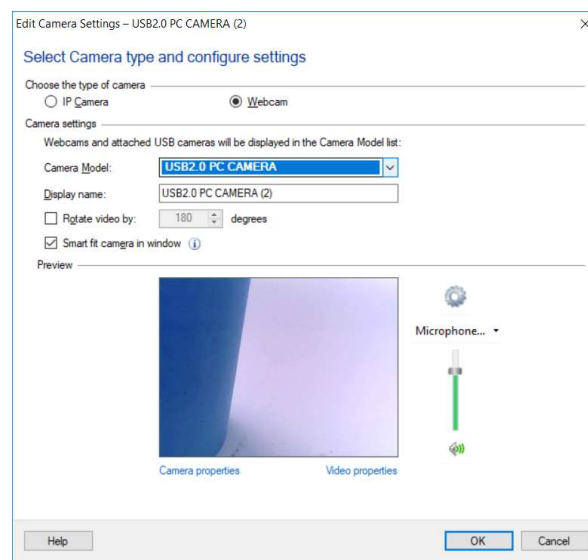 Edit Camera Settings – USB2.0 PC CAMERA (2)
Select Camera type and configure settings
Choose the type of camera
IP Camera Webcam
Camera settings
Webcams and attached USB cameras will be displayed in the Camera Model list:
Camera Model: USB2.0 PC CAMERA
Display name: USB2.0 PC CAMERA (2)
Rotate video by: 180 degrees
Smart fit camera in window
Preview
Microphone...
Camera properties Video properties
Help OK Cancel